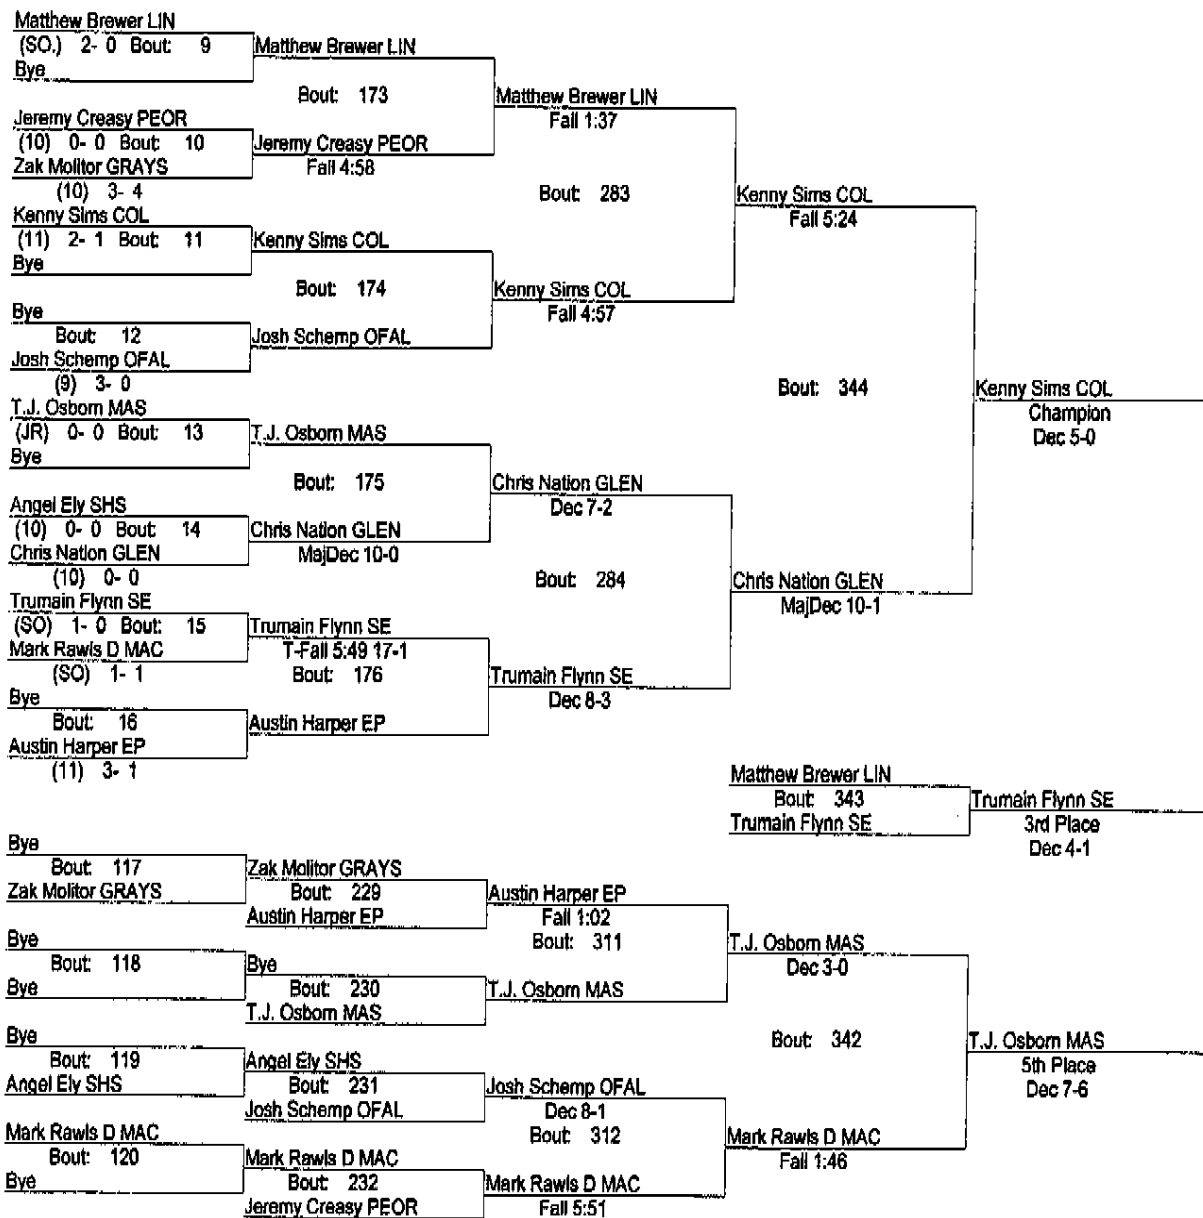 Matthew Brewer LIN
(SO.) 2- 0 Bout: 9
Bye
Matthew Brewer LIN
Bout: 173
Jeremy Creasy PEOR
(10) 0- 0 Bout: 10
Zak Molitor GRAYS
(10) 3- 4
Jeremy Creasy PEOR
Fall 4:58
Matthew Brewer LIN
Fall 1:37
Bout: 283
Kenny Sims COL
(11) 2- 1 Bout: 11
Bye
Kenny Sims COL
Bout: 174
Bye
Bout: 12
Josh Schemp OFAL
(9) 3- 0
Josh Schemp OFAL
Kenny Sims COL
Fall 4:57
Kenny Sims COL
Fall 5:24
Bout: 344
Kenny Sims COL
Champion
Dec 5-0
T.J. Osborn MAS
(JR) 0- 0 Bout: 13
Bye
T.J. Osborn MAS
Bout: 175
Angel Ely SHS
(10) 0- 0 Bout: 14
Chris Nation GLEN
(10) 0- 0
Chris Nation GLEN
MajDec 10-0
Chris Nation GLEN
Dec 7-2
Bout: 284
Chris Nation GLEN
MajDec 10-1
Trumain Flynn SE
(SO) 1- 0 Bout: 15
Mark Rawls D MAC
(SO) 1- 1
Trumain Flynn SE
T-Fall 5:49 17-1
Bout: 176
Bye
Bout: 16
Austin Harper EP
(11) 3- 1
Austin Harper EP
Trumain Flynn SE
Dec 8-3
Matthew Brewer LIN
Bout: 343
Trumain Flynn SE
Trumain Flynn SE
3rd Place
Dec 4-1
Bye
Bout: 117
Zak Molitor GRAYS
Zak Molitor GRAYS
Bout: 229
Austin Harper EP
Austin Harper EP
Fall 1:02
Bout: 311
Bye
Bout: 118
Bye
Bye
Bout: 230
T.J. Osborn MAS
T.J. Osborn MAS
T.J. Osborn MAS
Dec 3-0
Bout: 342
T.J. Osborn MAS
5th Place
Dec 7-6
Bye
Bout: 119
Angel Ely SHS
Angel Ely SHS
Bout: 231
Josh Schemp OFAL
Josh Schemp OFAL
Dec 8-1
Bout: 312
Mark Rawls D MAC
Bout: 120
Bye
Mark Rawls D MAC
Bout: 232
Jeremy Creasy PEOR
Mark Rawls D MAC
Fall 5:51
Mark Rawls D MAC
Fall 1:46